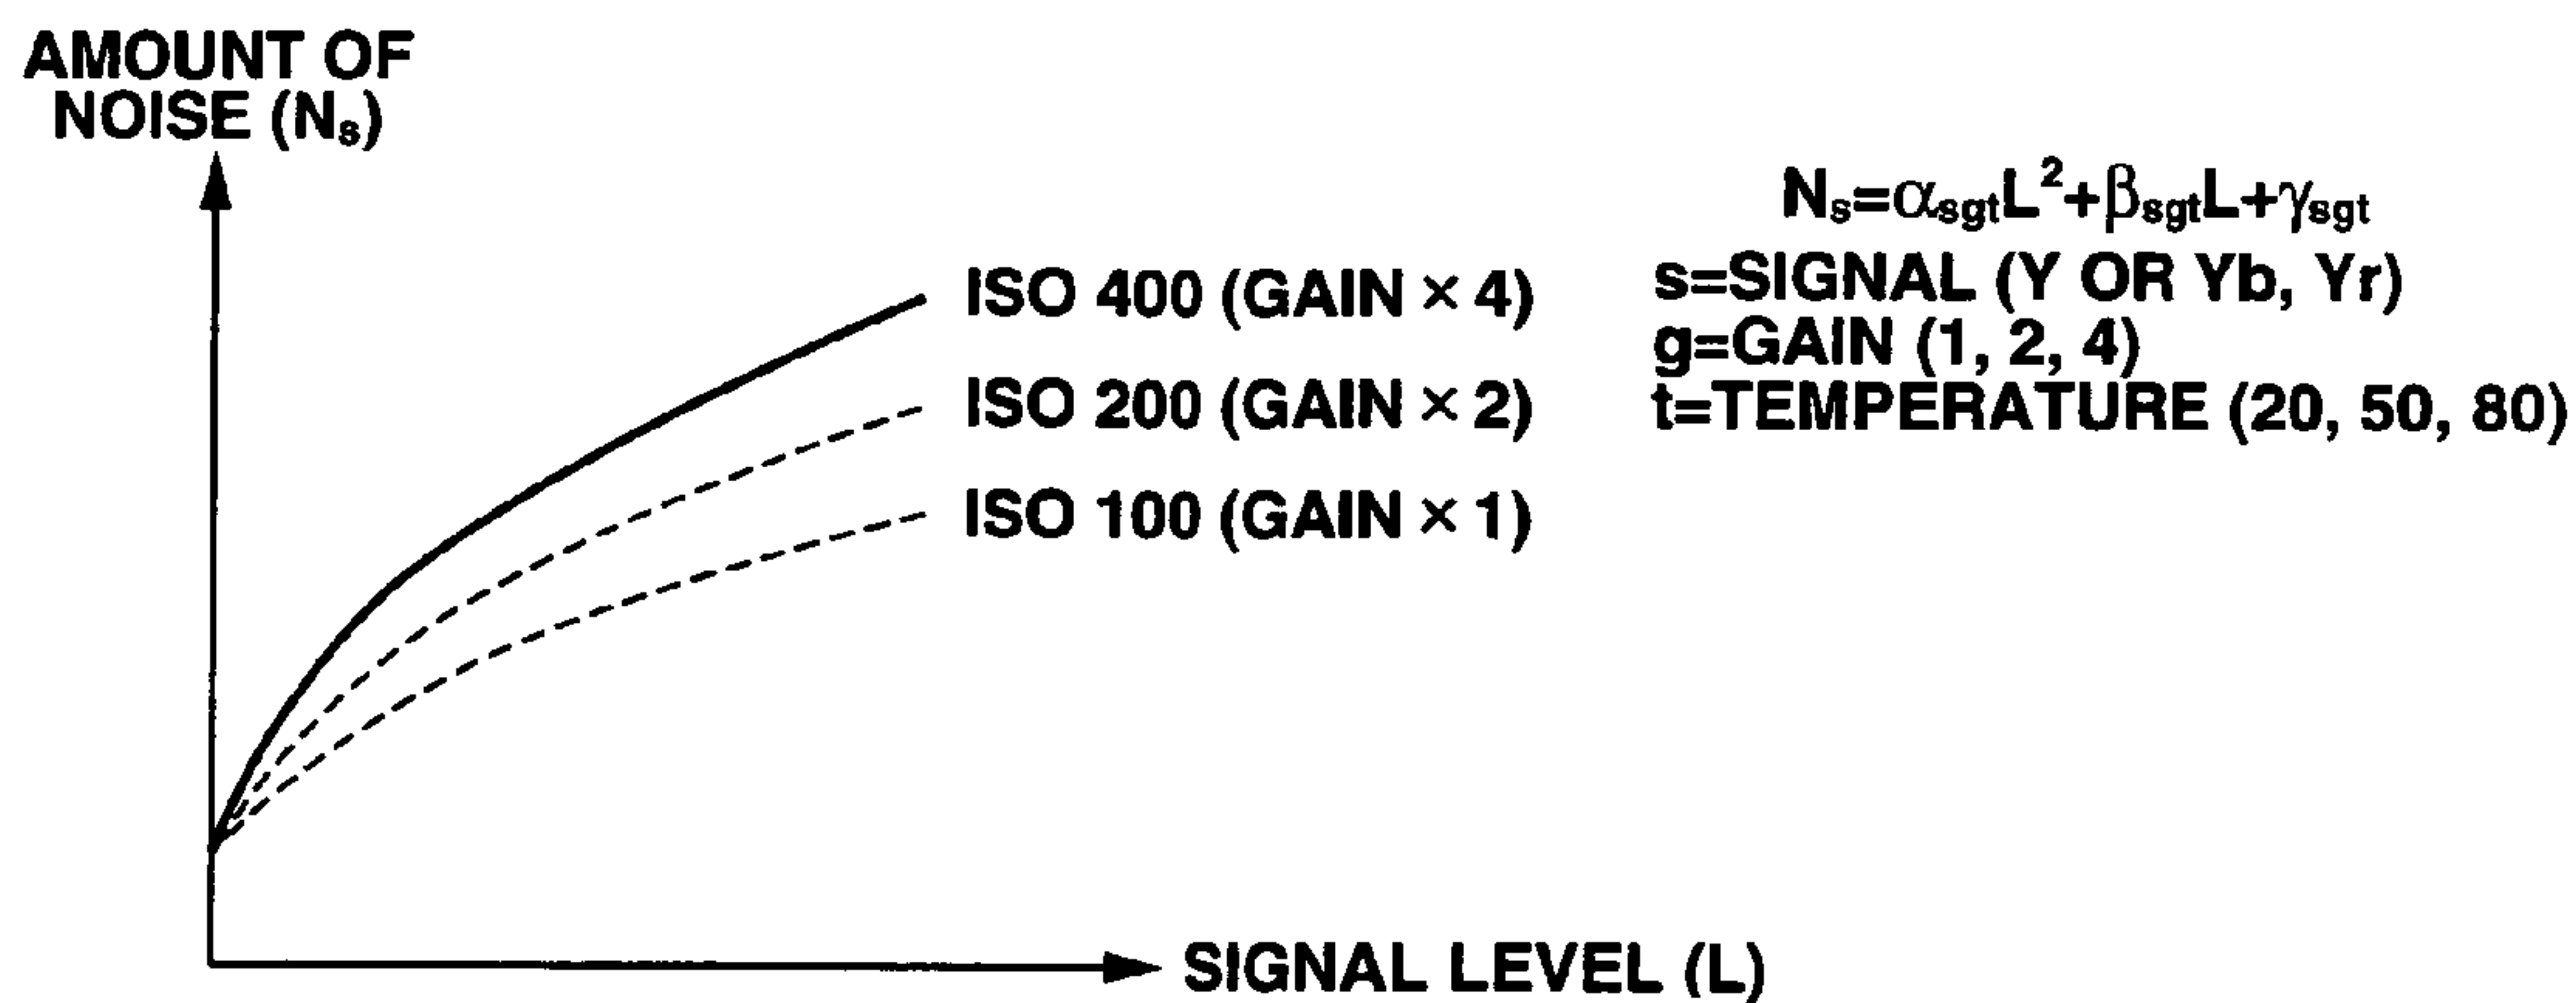 AMOUNT OF
NOISE (Nₛ)
Nₛ=αsgtL²+βsgtL+γsgt
s=SIGNAL (Y OR Yb, Yr)
g=GAIN (1, 2, 4)
t=TEMPERATURE (20, 50, 80)
ISO 400 (GAIN × 4)
ISO 200 (GAIN × 2)
ISO 100 (GAIN × 1)
SIGNAL LEVEL (L)